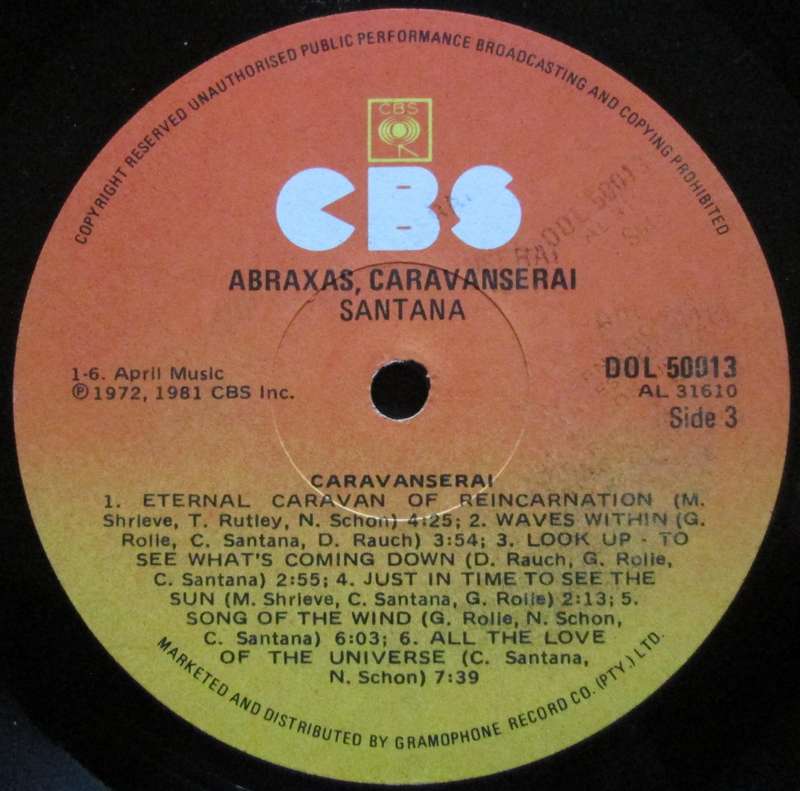 COPYRIGHT RESERVED UNAUTHORISED PUBLIC PERFORMANCE BROADCASTING AND COPYING PROHIBITED
CBS
CBS
ABRAXAS, CARAVANSERAI
SANTANA
1-6. April Music
℗ 1972, 1981 CBS Inc.
DOL 50013
AL 31610
Side 3
CARAVANSERAI
1. ETERNAL CARAVAN OF REINCARNATION (M.
Shrieve, T. Rutley, N. Schon) 4:25; 2. WAVES WITHIN (G.
Rolie, C. Santana, D. Rauch) 3:54; 3. LOOK UP - TO
SEE WHAT'S COMING DOWN (D. Rauch, G. Rolie,
C. Santana) 2:55; 4. JUST IN TIME TO SEE THE
SUN (M. Shrieve, C. Santana, G. Rolie) 2:13; 5.
SONG OF THE WIND (G. Rolie, N. Schon,
C. Santana) 6:03; 6. ALL THE LOVE
OF THE UNIVERSE (C. Santana,
N. Schon) 7:39
MARKETED AND DISTRIBUTED BY GRAMOPHONE RECORD CO. (PTY.) LTD.